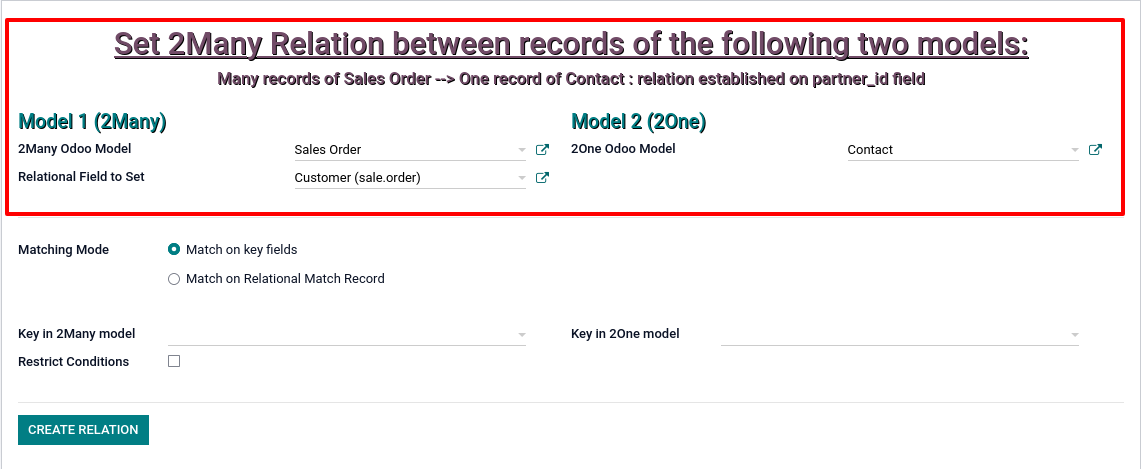 Set 2Many Relation between records of the following two models:
Many records of Sales Order --> One record of Contact : relation established on partner_id field
Model 1 (2Many)
Model 2 (2One)
2Many Odoo Model Sales Order
2One Odoo Model Contact
Relational Field to Set Customer (sale.order)
Matching Mode Match on key fields
Match on Relational Match Record
Key in 2Many model
Key in 2One model
Restrict Conditions
CREATE RELATION